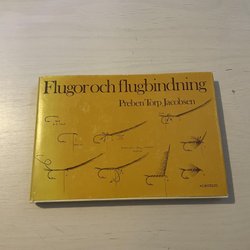 Flugor och flugbindning
Preben Torp Jacobsen